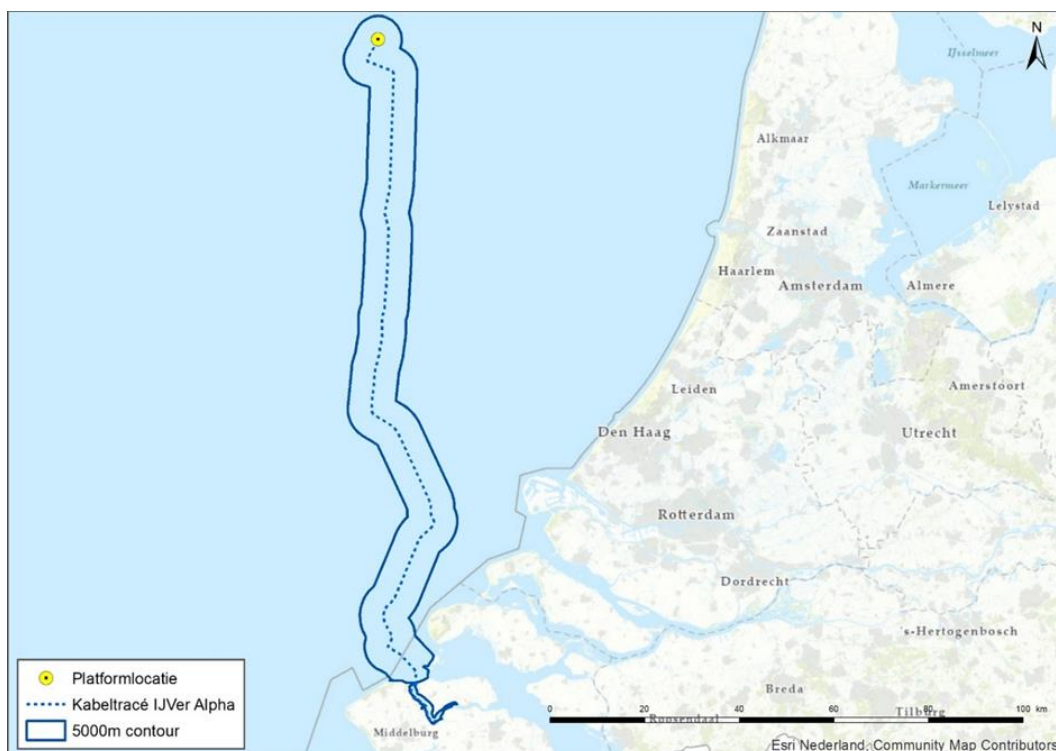 N
IJsselmeer
Alkmaar
Markermeer
Lelystad
Zaanstad
Haarlem
Amsterdam
Almere
Leiden
Amersfoort
Den Haag
Utrecht
Rotterdam
Dordrecht
's-Hertogenbosch
Platformlocatie
Kabeltracé IJVer Alpha
5000m contour
Breda
Tilburg
Roosendaal
Middelburg
0 20 40 60 80 100 km
Esri Nederland, Community Map Contributors